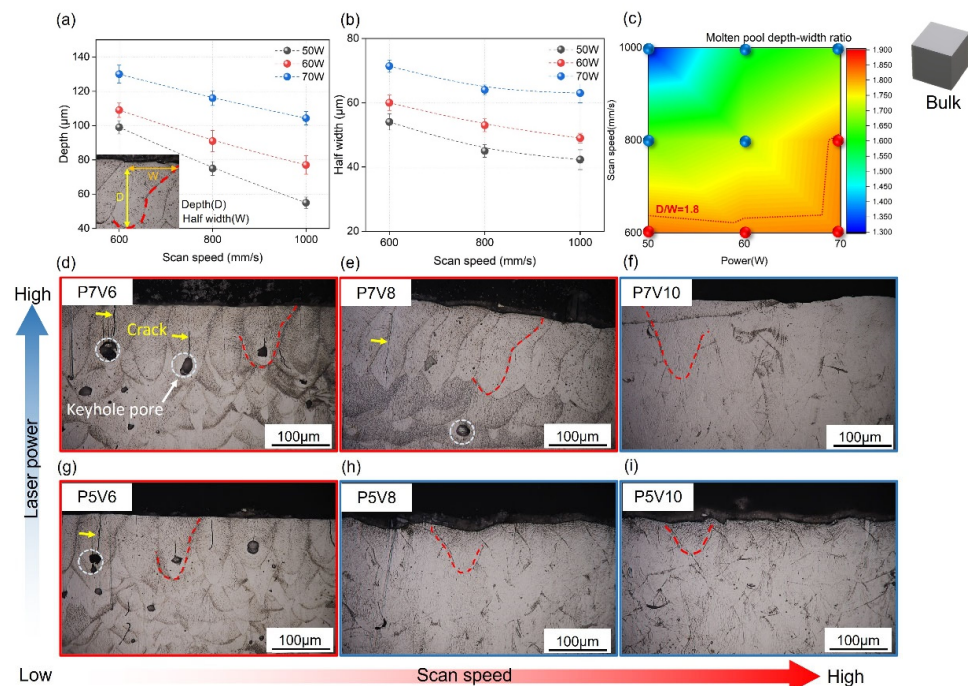 (a)
50W
60W
70W
140
120
100
80
60
40
Depth (μm)
600
800
1000
Scan speed (mm/s)
D
W
Depth(D)
Half width(W)
(b)
50W
60W
70W
80
60
40
20
Half width (μm)
600
800
1000
Scan speed (mm/s)
(c)
Molten pool depth-width ratio
1000
800
600
Scan speed(mm/s)
D/W=1.8
50
60
70
Power(W)
1.900
1.850
1.800
1.750
1.700
1.650
1.600
1.550
1.500
1.450
1.400
1.350
1.300
Bulk
High
Laser power
Low
(d)
P7V6
Crack
Keyhole pore
100μm
(e)
P7V8
100μm
(f)
P7V10
100μm
(g)
P5V6
100μm
(h)
P5V8
100μm
(i)
P5V10
100μm
Scan speed
High